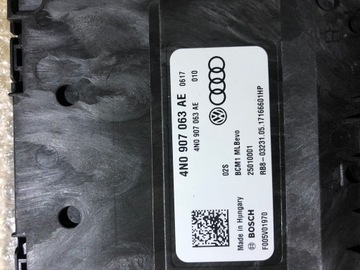 4N0 907 063 AE 0617
4N0 907 063 AE 010
02S
BCM1 MLBevo
25010001
RB8-03231.05.17166601HP
Made in Hungary
BOSCH
F005V01970